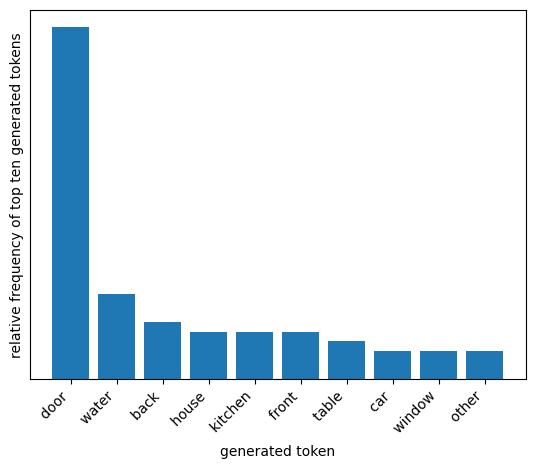 relative frequency of top ten generated tokens
door
water
back
house
kitchen
front
table
car
window
other
generated token